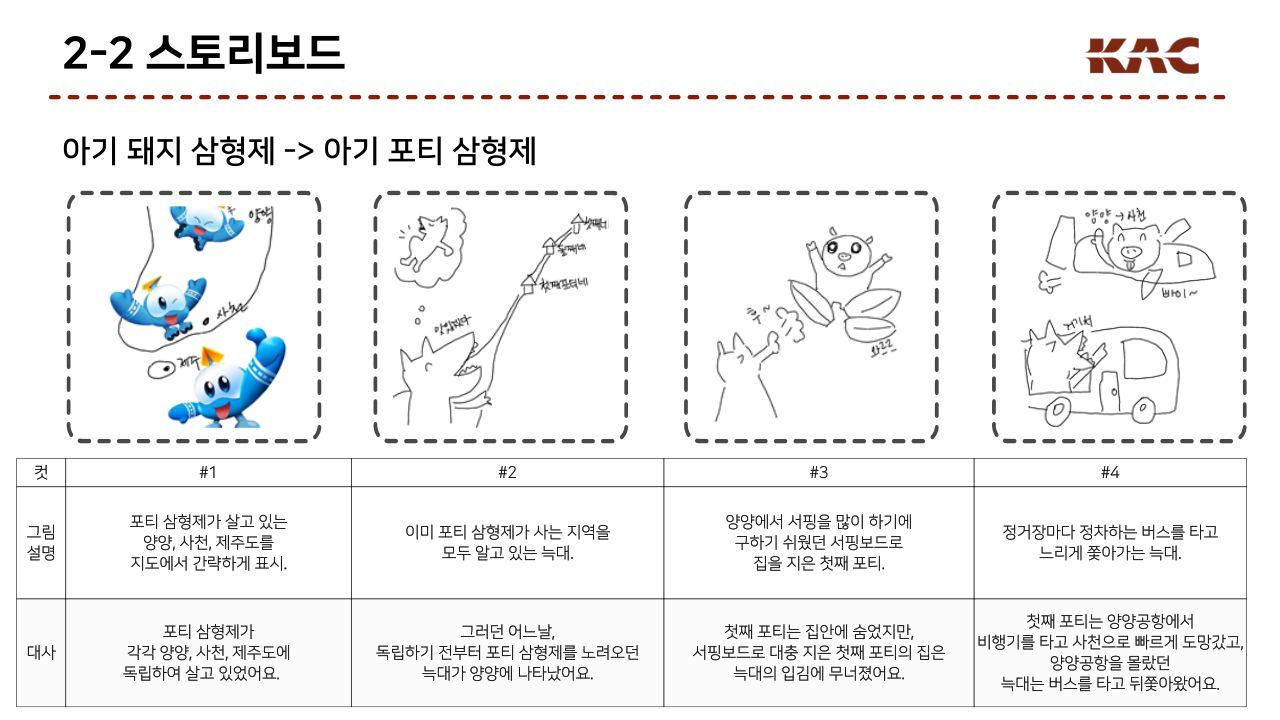 2-2 스토리보드
KAC
아기 돼지 삼형제 -> 아기 포티 삼형제
양양
사천
제주
첫째네
둘째네
첫째포티네
후~
와르르
양양→사천
빠이~
거기서
컷
#1
#2
#3
#4
그림
설명
포티 삼형제가 살고 있는
양양, 사천, 제주도를
지도에서 간략하게 표시.
이미 포티 삼형제가 사는 지역을
모두 알고 있는 늑대.
양양에서 서핑을 많이 하기에
구하기 쉬웠던 서핑보드로
집을 지은 첫째 포티.
정거장마다 정차하는 버스를 타고
느리게 쫓아가는 늑대.
대사
포티 삼형제가
각각 양양, 사천, 제주도에
독립하여 살고 있었어요.
그러던 어느날,
독립하기 전부터 포티 삼형제를 노려오던
늑대가 양양에 나타났어요.
첫째 포티는 집안에 숨었지만,
서핑보드로 대충 지은 첫째 포티의 집은
늑대의 입김에 무너졌어요.
첫째 포티는 양양공항에서
비행기를 타고 사천으로 빠르게 도망갔고,
양양공항을 몰랐던
늑대는 버스를 타고 뒤쫓아왔어요.